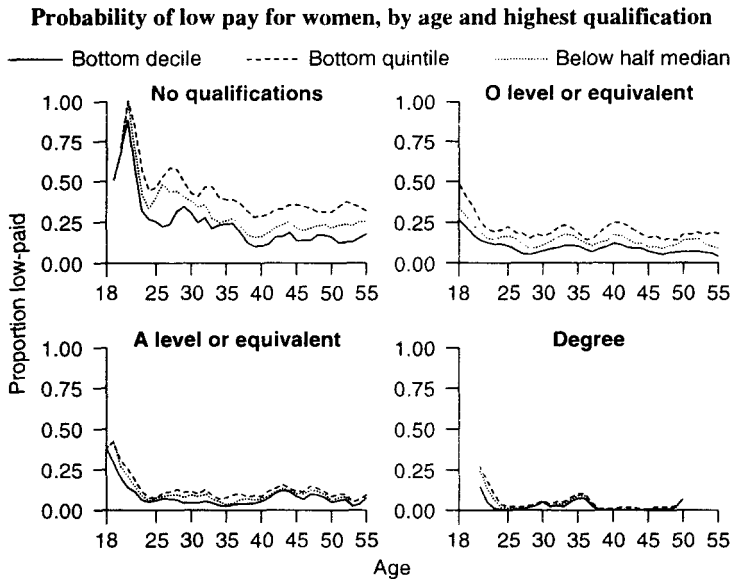 Probability of low pay for women, by age and highest qualification
Bottom decile Bottom quintile Below half median
No qualifications O level or equivalent
1.00 1.00
0.75 0.75
0.50 0.50
0.25 0.25
0.00 0.00
18 25 30 35 40 45 50 55 18 25 30 35 40 45 50 55
Proportion low-paid
A level or equivalent Degree
1.00 1.00
0.75 0.75
0.50 0.50
0.25 0.25
0.00 0.00
18 25 30 35 40 45 50 55 18 25 30 35 40 45 50 55
Age